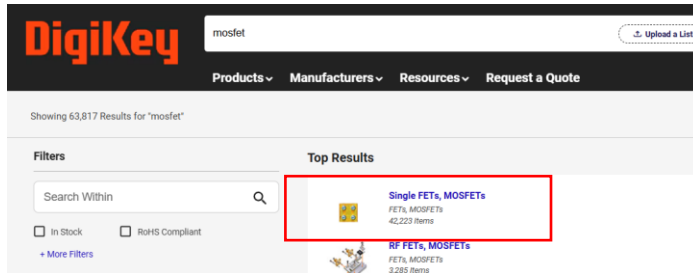 DigiKey
mosfet
Upload a List
Products
Manufacturers
Resources
Request a Quote
Showing 63,817 Results for "mosfet"
Filters
Top Results
Search Within
In Stock
RoHS Compliant
+ More Filters
Single FETs, MOSFETs
FETs, MOSFETs
42,223 Items
RF FETs, MOSFETs
FETs, MOSFETs
3,285 Items